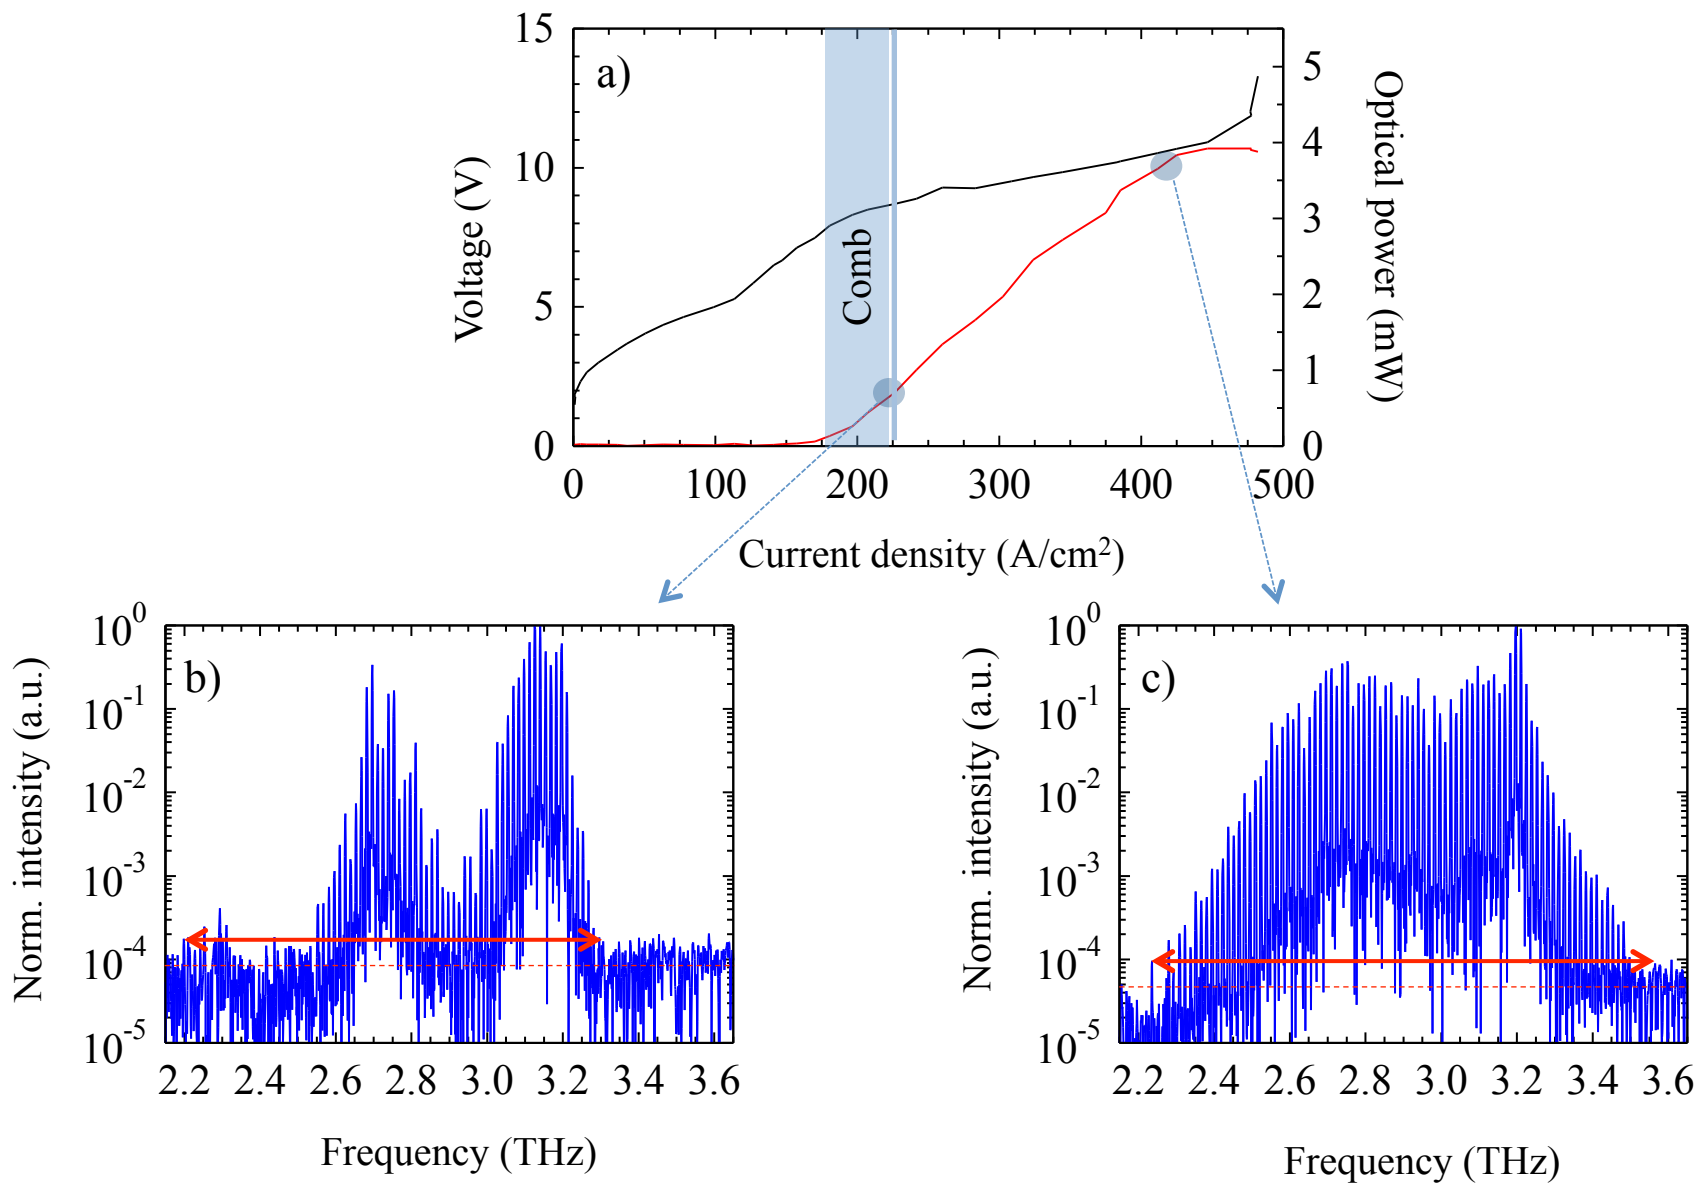 a)
15
10
5
0
Voltage (V)
Comb
5
4
3
2
1
0
Optical power (mW)
0 100 200 300 400 500
Current density (A/cm²)
b)
10⁰
10⁻¹
10⁻²
10⁻³
10⁻⁴
10⁻⁵
Norm. intensity (a.u.)
2.2 2.4 2.6 2.8 3.0 3.2 3.4 3.6
Frequency (THz)
c)
10⁰
10⁻¹
10⁻²
10⁻³
10⁻⁴
10⁻⁵
Norm. intensity (a.u.)
2.2 2.4 2.6 2.8 3.0 3.2 3.4 3.6
Frequency (THz)